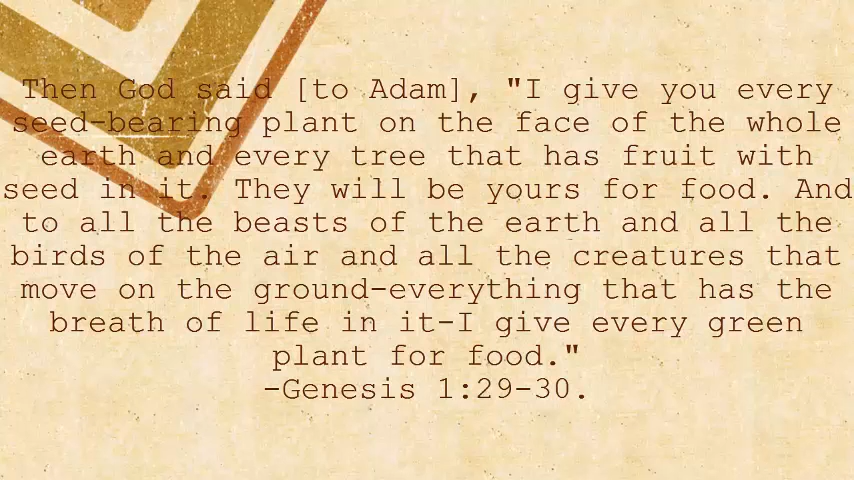 Then God said [to Adam], "I give you every
seed-bearing plant on the face of the whole
earth and every tree that has fruit with
seed in it. They will be yours for food. And
to all the beasts of the earth and all the
birds of the air and all the creatures that
move on the ground-everything that has the
breath of life in it-I give every green
plant for food."
-Genesis 1:29-30.